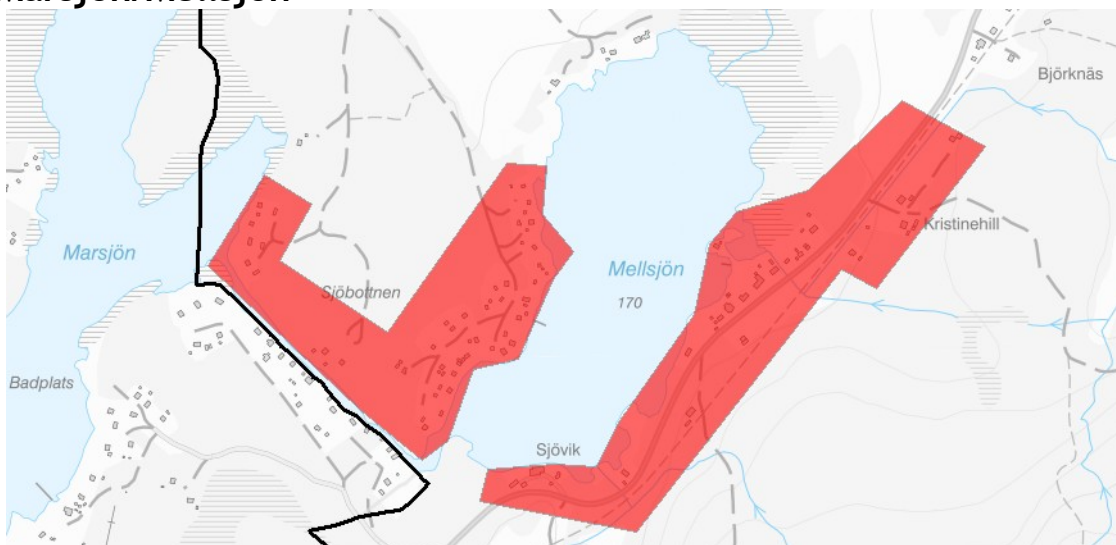 Björknäs
Kristinehill
Marsjön
Mellsjön
Sjöbottnen
170
Badplats
Sjövik